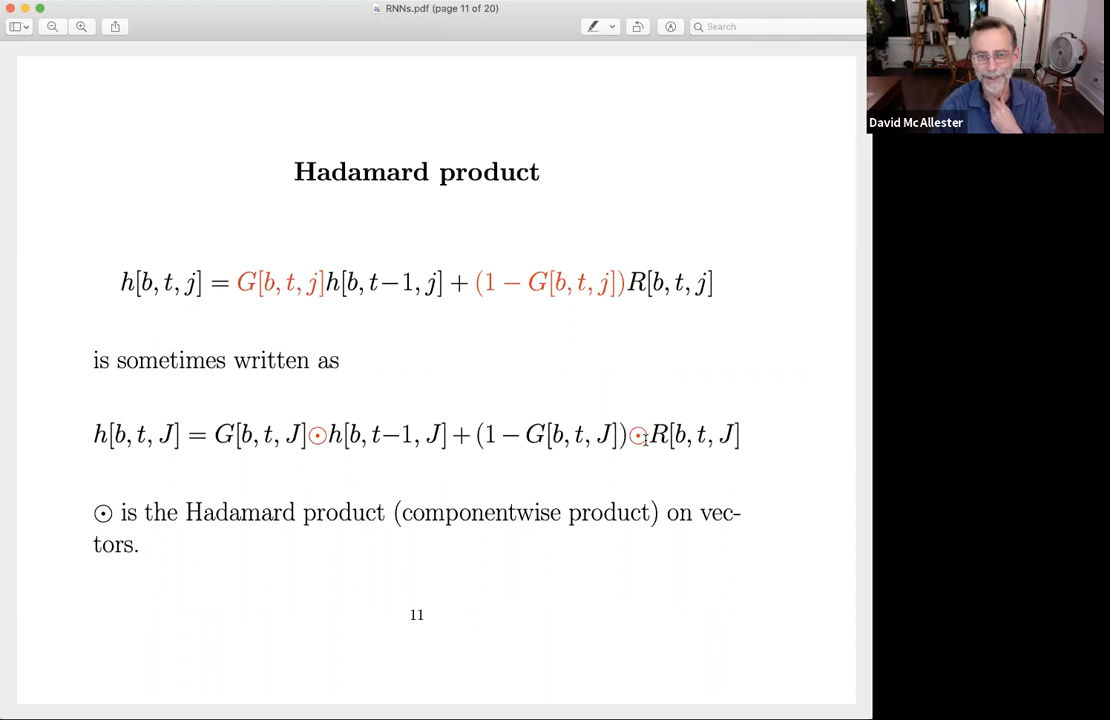 RNNs.pdf (page 11 of 20)
Search
David McAllester
Hadamard product
h[b, t, j] = G[b, t, j]h[b, t−1, j] + (1 − G[b, t, j])R[b, t, j]
is sometimes written as
h[b, t, J] = G[b, t, J]⊙h[b, t−1, J] + (1 − G[b, t, J])⊙R[b, t, J]
⊙ is the Hadamard product (componentwise product) on vec-
tors.
11